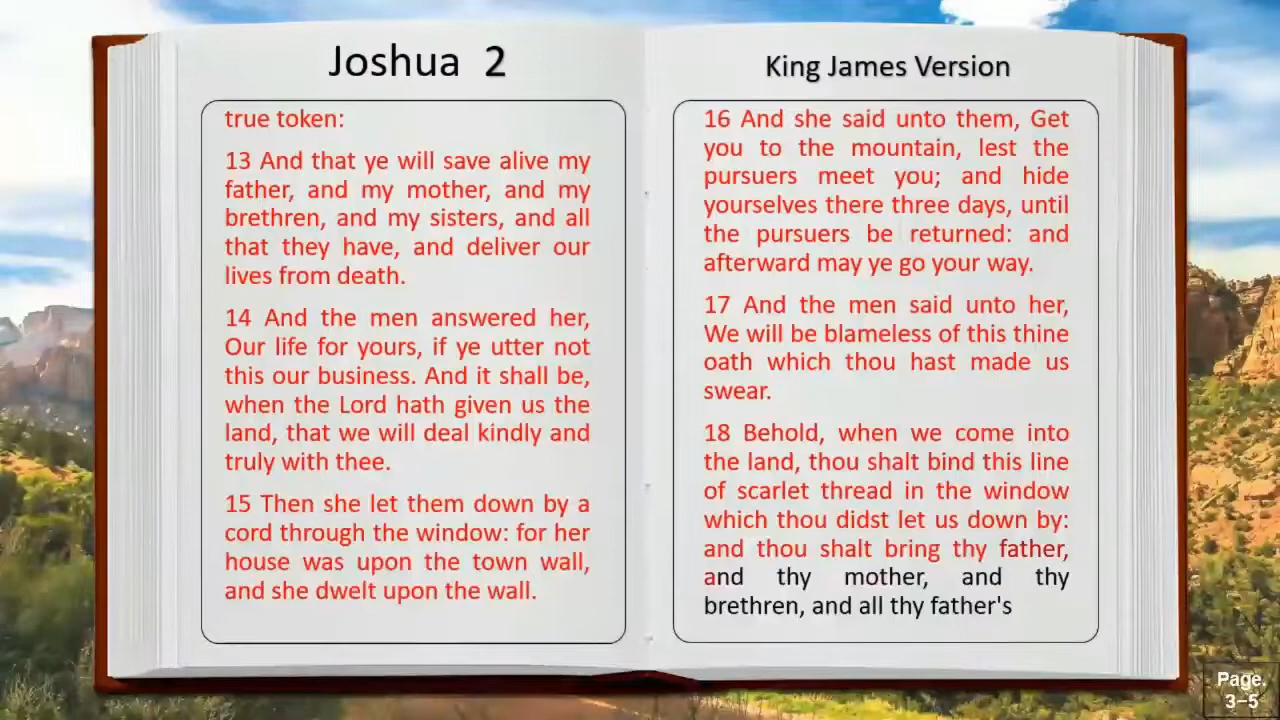 Joshua 2
true token:
13 And that ye will save alive my
father, and my mother, and my
brethren, and my sisters, and all
that they have, and deliver our
lives from death.
14 And the men answered her,
Our life for yours, if ye utter not
this our business. And it shall be,
when the Lord hath given us the
land, that we will deal kindly and
truly with thee.
15 Then she let them down by a
cord through the window: for her
house was upon the town wall,
and she dwelt upon the wall.
King James Version
16 And she said unto them, Get
you to the mountain, lest the
pursuers meet you; and hide
yourselves there three days, until
the pursuers be returned: and
afterward may ye go your way.
17 And the men said unto her,
We will be blameless of this thine
oath which thou hast made us
swear.
18 Behold, when we come into
the land, thou shalt bind this line
of scarlet thread in the window
which thou didst let us down by:
and thou shalt bring thy father,
and thy mother, and thy
brethren, and all thy father's
Page.
3-5